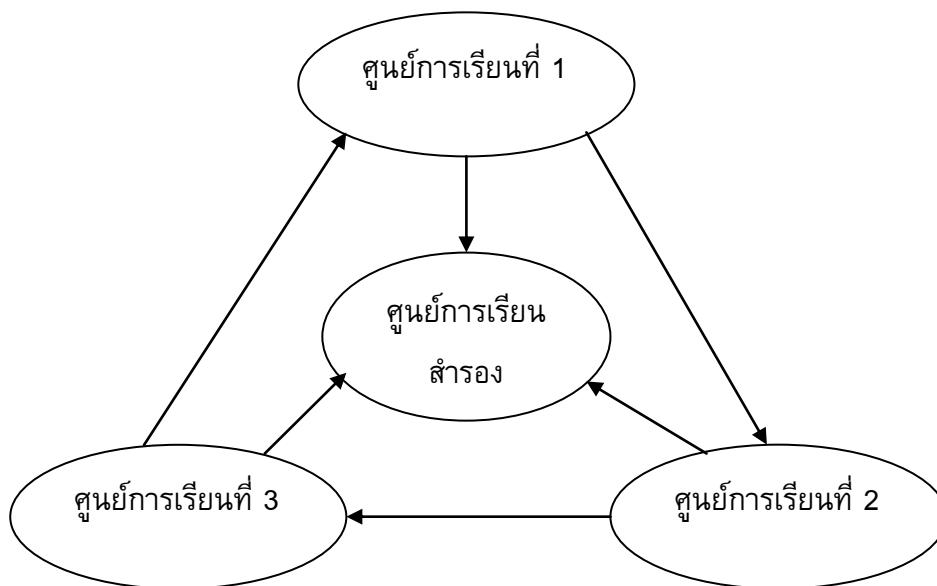 ศูนย์การเรียนที่ 1
ศูนย์การเรียน
สำรอง
ศูนย์การเรียนที่ 3
ศูนย์การเรียนที่ 2